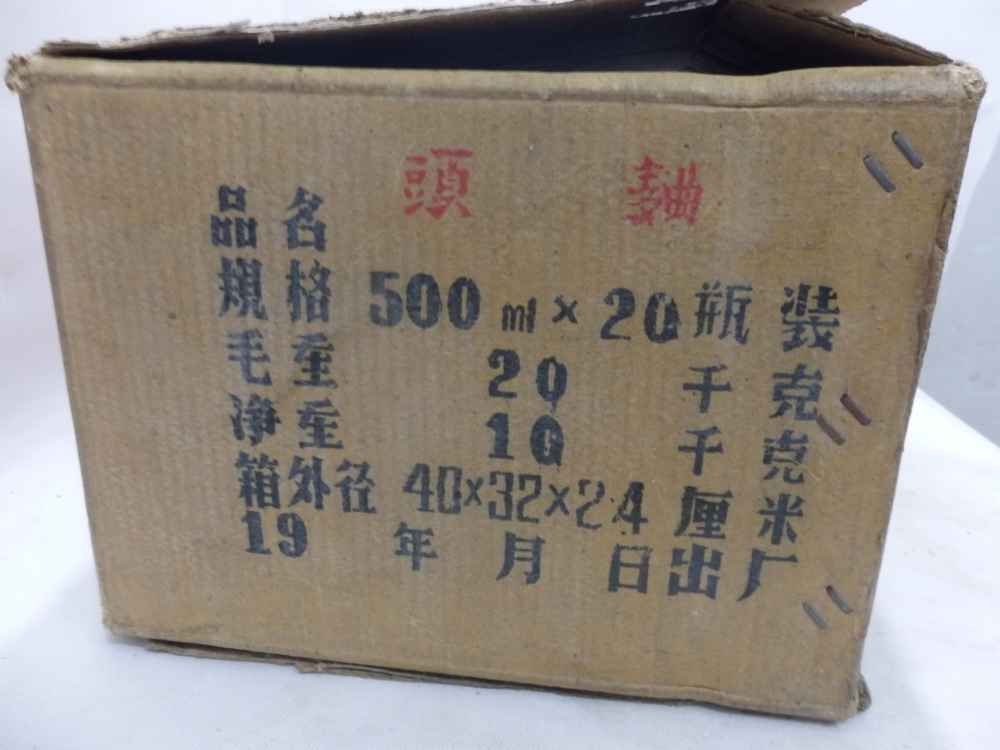 品名 頭 麯
規格 500 ml × 20 瓶装
毛重 20 千克
净重 10 千克
箱外径 40×32×24 厘米
19 年 月 日出厂